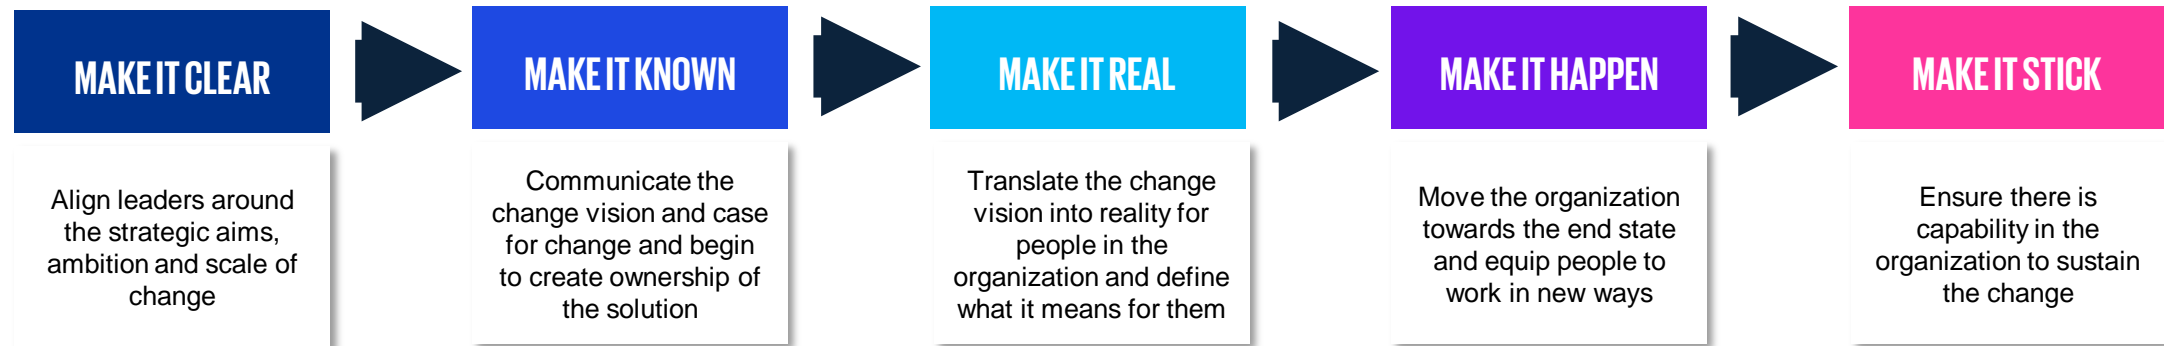 MAKE IT CLEAR
Align leaders around
the strategic aims,
ambition and scale of
change
MAKE IT KNOWN
Communicate the
change vision and case
for change and begin
to create ownership of
the solution
MAKE IT REAL
Translate the change
vision into reality for
people in the
organization and define
what it means for them
MAKE IT HAPPEN
Move the organization
towards the end state
and equip people to
work in new ways
MAKE IT STICK
Ensure there is
capability in the
organization to sustain
the change